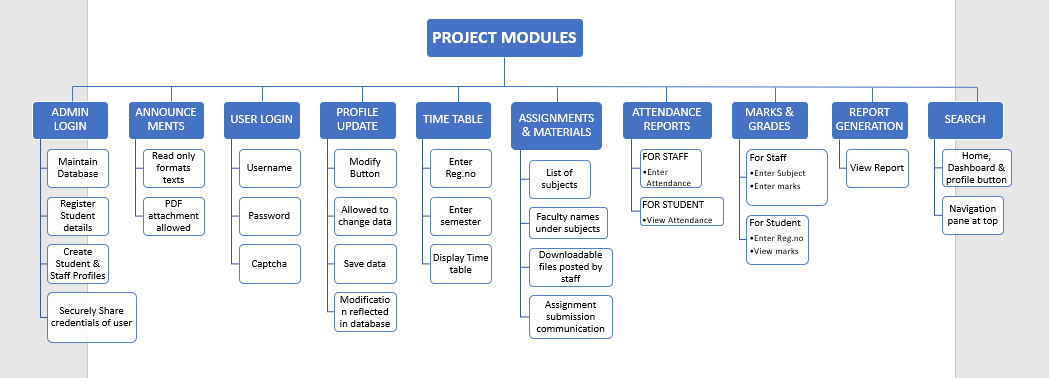 PROJECT MODULES
ADMIN
LOGIN
Maintain
Database
Register
Student
details
Create
Student &
Staff Profiles
Securely Share
credentials of user
ANNOUNCE
MENTS
Read only
formats
texts
PDF
attachment
allowed
USER LOGIN
Username
Password
Captcha
PROFILE
UPDATE
Modify
Button
Allowed to
change data
Save data
Modificatio
n reflected
in database
TIME TABLE
Enter
Reg.no
Enter
semester
Display Time
table
ASSIGNMENTS
& MATERIALS
List of
subjects
Faculty names
under subjects
Downloadable
files posted by
staff
Assignment
submission
communication
ATTENDANCE
REPORTS
FOR STAFF
•Enter
Attendance
FOR STUDENT
•View Attendance
MARKS &
GRADES
For Staff
•Enter Subject
•Enter marks
For Student
•Enter Reg.no
•View marks
REPORT
GENERATION
View Report
SEARCH
Home,
Dashboard &
profile button
Navigation
pane at top